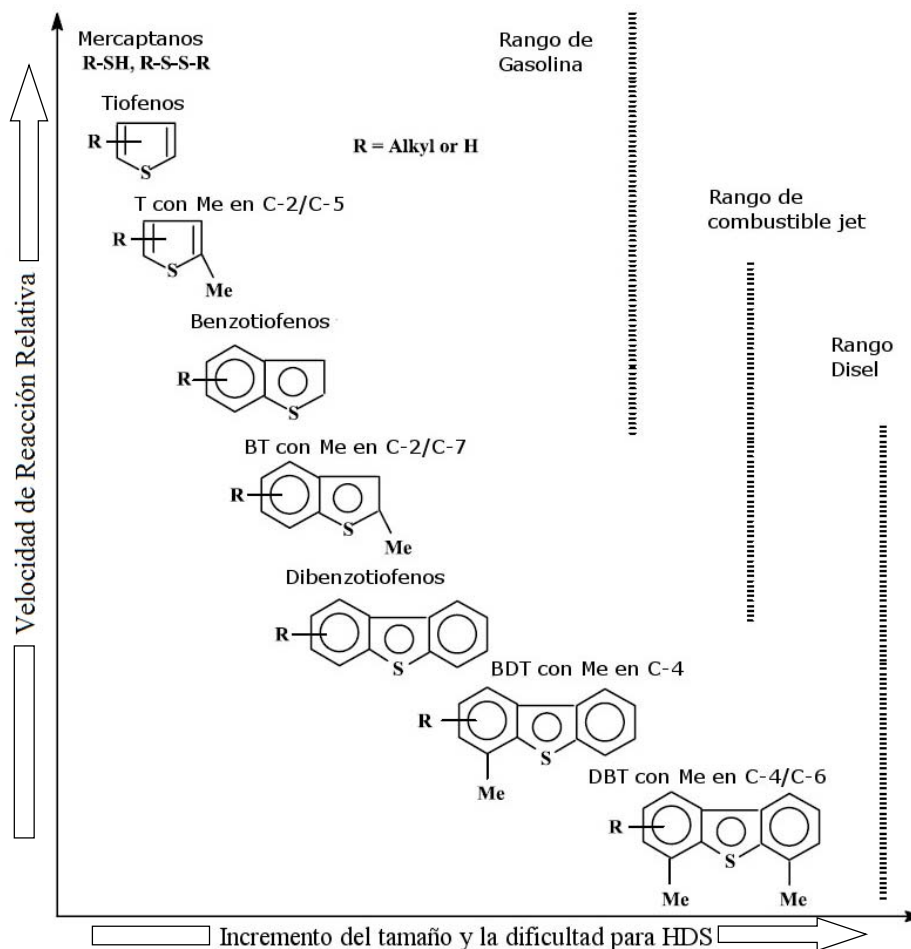 Mercaptanos
R-SH, R-S-S-R
Rango de
Gasolina
Tiofenos
R
S
R = Alkyl or H
T con Me en C-2/C-5
R
S
Me
Rango de
combustible jet
Benzotiofenos
R
S
Rango
Disel
BT con Me en C-2/C-7
R
S
Me
Dibenzotiofenos
R
S
BDT con Me en C-4
R
S
Me
DBT con Me en C-4/C-6
R
S
Me
Me
Velocidad de Reacción Relativa
Incremento del tamaño y la dificultad para HDS